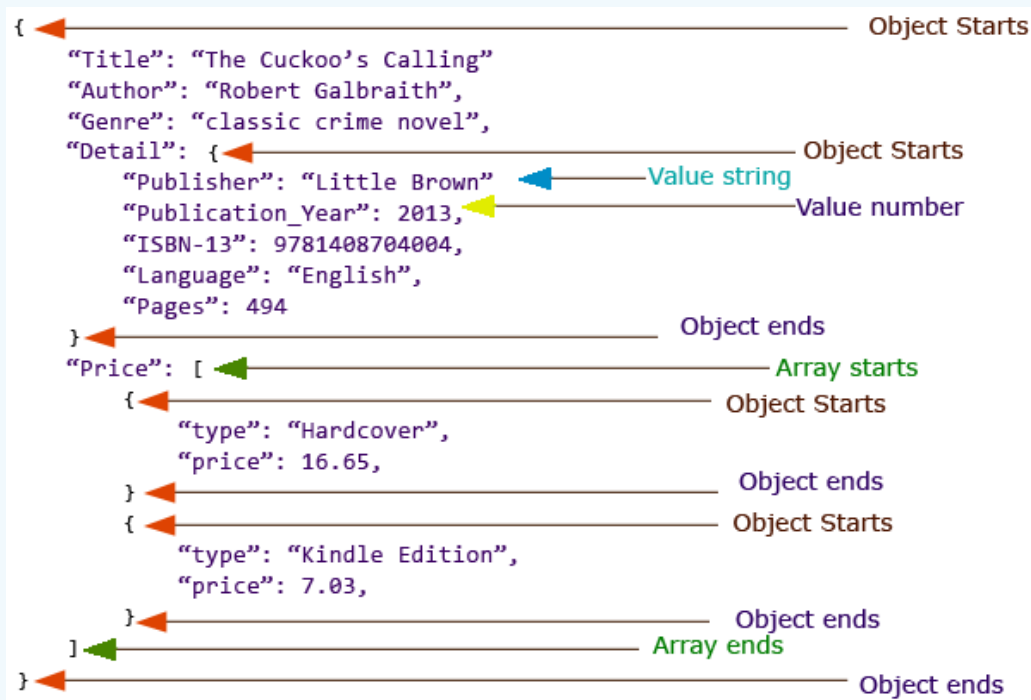 { Object Starts
“Title”: “The Cuckoo’s Calling”
“Author”: “Robert Galbraith”,
“Genre”: “classic crime novel”,
“Detail”: { Object Starts
“Publisher”: “Little Brown” Value string
“Publication_Year”: 2013, Value number
“ISBN-13”: 9781408704004,
“Language”: “English”,
“Pages”: 494
} Object ends
“Price”: [ Array starts
{ Object Starts
“type”: “Hardcover”,
“price”: 16.65,
} Object ends
{ Object Starts
“type”: “Kindle Edition”,
“price”: 7.03,
} Object ends
] Array ends
} Object ends